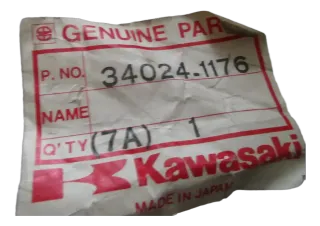 GENUINE PAR
P. NO. 34024-1176
NAME
Q'TY (7A) 1
Kawasaki
MADE IN JAPAN